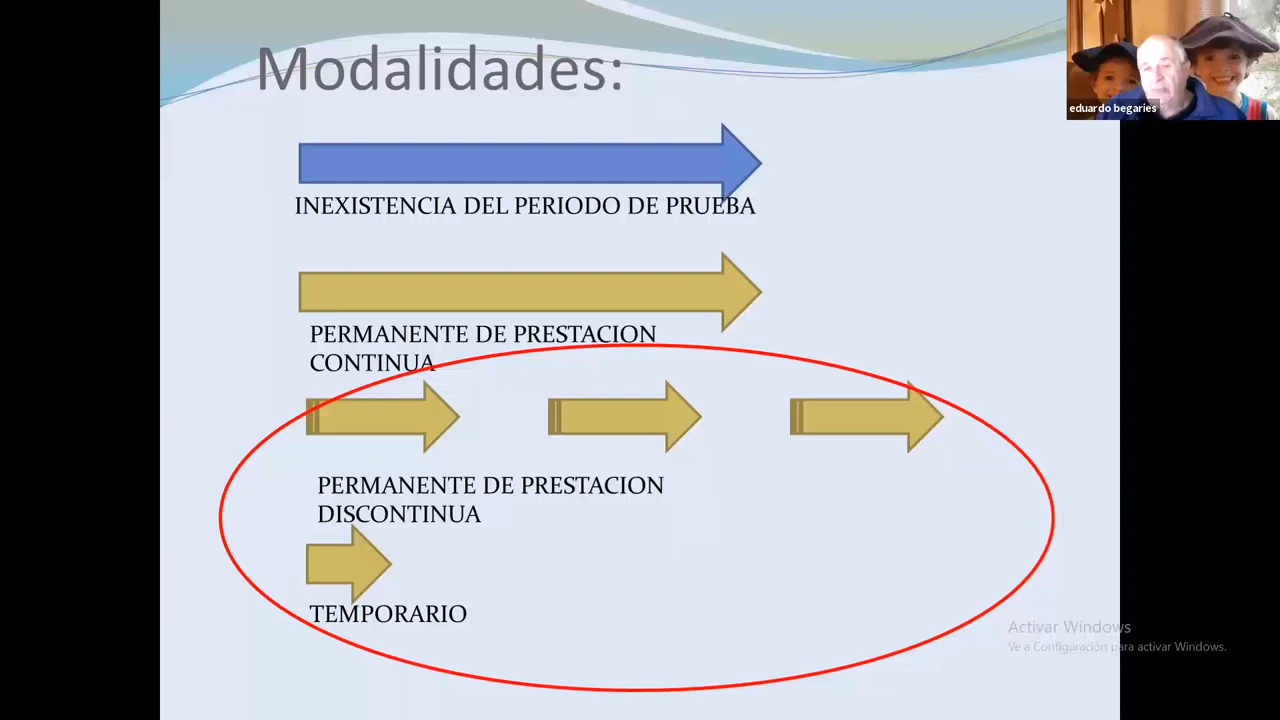 Modalidades:
eduardo begaries
INEXISTENCIA DEL PERIODO DE PRUEBA
PERMANENTE DE PRESTACION
CONTINUA
PERMANENTE DE PRESTACION
DISCONTINUA
TEMPORARIO
Activar Windows
Ve a Configuración para activar Windows.